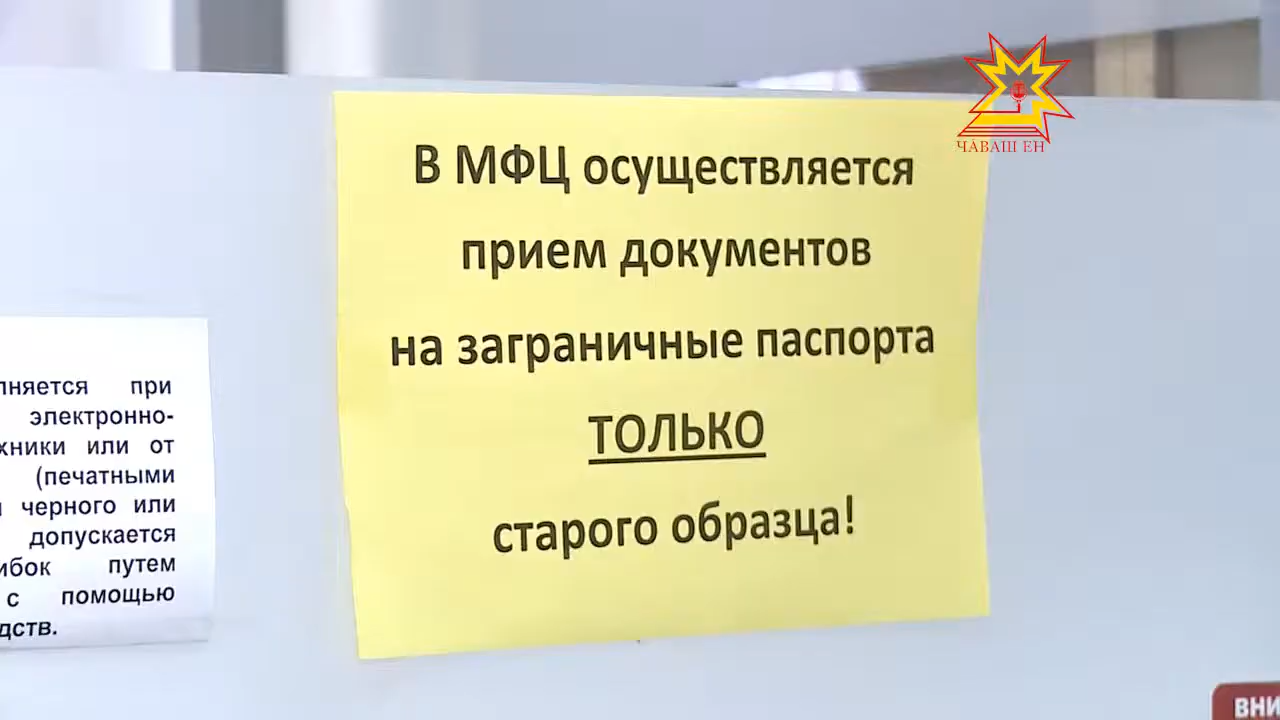 ЧӐВАШ ЕН
В МФЦ осуществляется
прием документов
на заграничные паспорта
ТОЛЬКО
старого образца!
при
электронно-
или от
(печатными
черного или
допускается
путем
с помощью